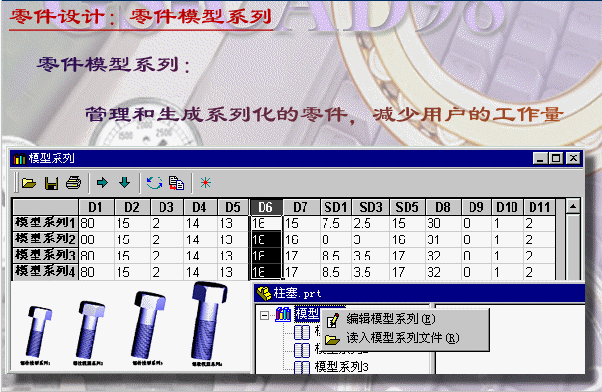 零件设计：零件模型系列
零件模型系列：
管理和生成系列化的零件，减少用户的工作量
模型系列
D1 D2 D3 D4 D5 D6 D7 SD1 SD3 SD5 D8 D9 D10 D11
模型系列1 80 15 2 14 13 16 15 7.5 2.5 15 30 0 1 2
模型系列2 00 15 2 14 13 16 16 0 3 16 31 0 1 2
模型系列3 80 15 2 14 13 16 17 8.5 3.5 17 32 0 1 2
模型系列4 80 15 2 14 13 16 17 8.5 3.5 17 32 0 1 2
柱塞.prt
模型
编辑模型系列(E)
读入模型系列文件(R)
模型系列3